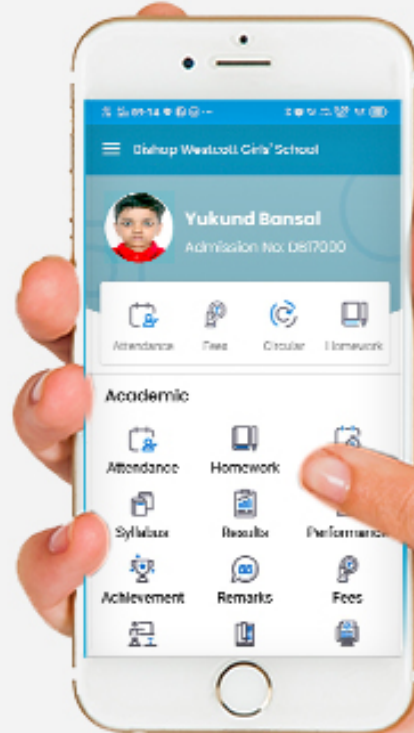 Bishop Westcott Girls' School
Yukund Bansal
Admission No: DB17000
Attendance Fees Circular Homework
Academic
Attendance Homework
Syllabus Results Performance
Achievement Remarks Fees